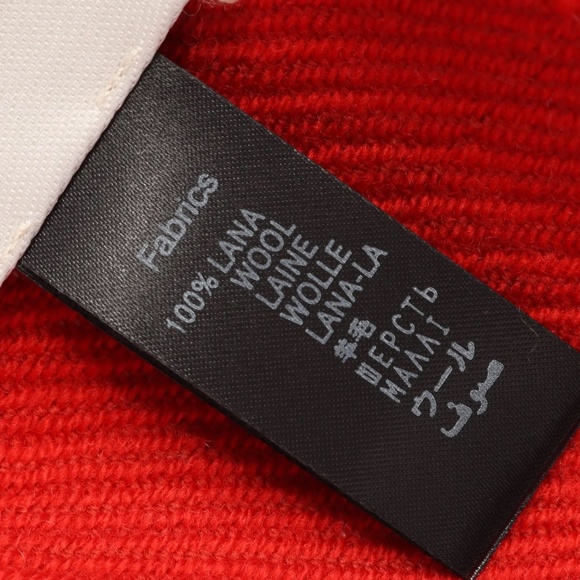 Fabrics
100% LANA
WOOL
LAINE
WOLLE
LANA-LA
羊毛
ШЕРСТЬ
ΜΑΛΛΙ
ウール
صوف